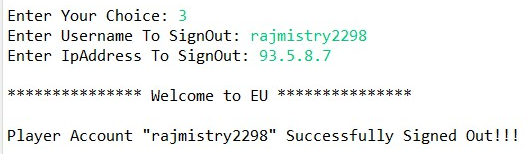 Enter Your Choice: 3
Enter Username To SignOut: rajmistry2298
Enter IpAddress To SignOut: 93.5.8.7
*************** Welcome to EU ***************
Player Account "rajmistry2298" Successfully Signed Out!!!